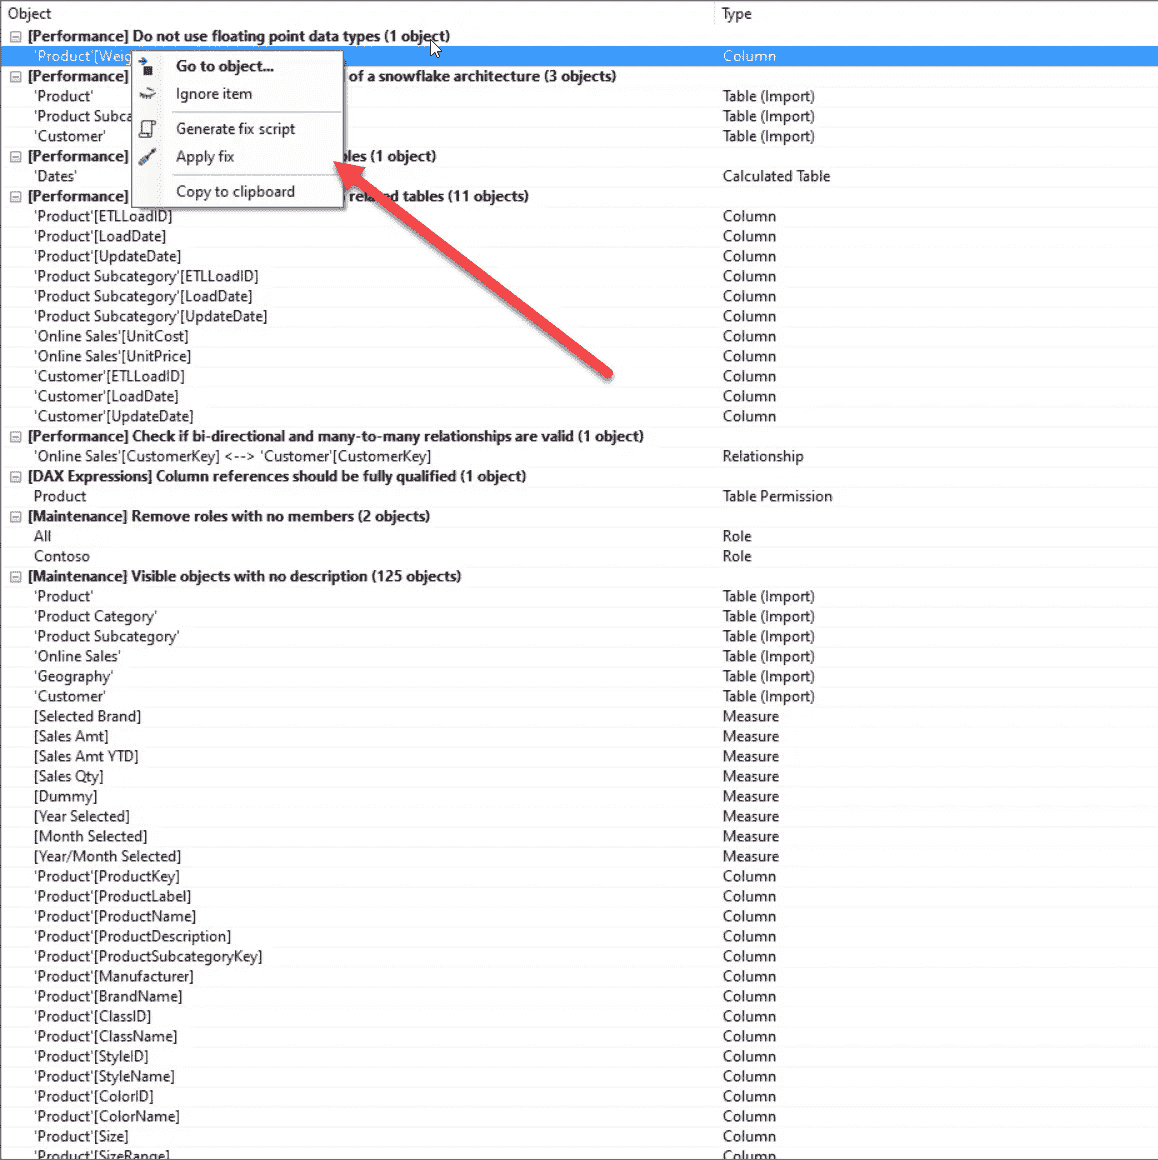 Object Type
[Performance] Do not use floating point data types (1 object)
'Product'[Weig Column
[Performance] of a snowflake architecture (3 objects)
'Product' Table (Import)
'Product Subca Table (Import)
'Customer' Table (Import)
[Performance] bles (1 object)
'Dates' Calculated Table
[Performance] related tables (11 objects)
Go to object...
Ignore item
Generate fix script
Apply fix
Copy to clipboard
'Product'[ETLLoadID] Column
'Product'[LoadDate] Column
'Product'[UpdateDate] Column
'Product Subcategory'[ETLLoadID] Column
'Product Subcategory'[LoadDate] Column
'Product Subcategory'[UpdateDate] Column
'Online Sales'[UnitCost] Column
'Online Sales'[UnitPrice] Column
'Customer'[ETLLoadID] Column
'Customer'[LoadDate] Column
'Customer'[UpdateDate] Column
[Performance] Check if bi-directional and many-to-many relationships are valid (1 object)
'Online Sales'[CustomerKey] <--> 'Customer'[CustomerKey] Relationship
[DAX Expressions] Column references should be fully qualified (1 object)
Product Table Permission
[Maintenance] Remove roles with no members (2 objects)
All Role
Contoso Role
[Maintenance] Visible objects with no description (125 objects)
'Product' Table (Import)
'Product Category' Table (Import)
'Product Subcategory' Table (Import)
'Online Sales' Table (Import)
'Geography' Table (Import)
'Customer' Table (Import)
[Selected Brand] Measure
[Sales Amt] Measure
[Sales Amt YTD] Measure
[Sales Qty] Measure
[Dummy] Measure
[Year Selected] Measure
[Month Selected] Measure
[Year/Month Selected] Measure
'Product'[ProductKey] Column
'Product'[ProductLabel] Column
'Product'[ProductName] Column
'Product'[ProductDescription] Column
'Product'[ProductSubcategoryKey] Column
'Product'[Manufacturer] Column
'Product'[BrandName] Column
'Product'[ClassID] Column
'Product'[ClassName] Column
'Product'[StyleID] Column
'Product'[StyleName] Column
'Product'[ColorID] Column
'Product'[ColorName] Column
'Product'[Size] Column
'Product'[SizeRange] Column